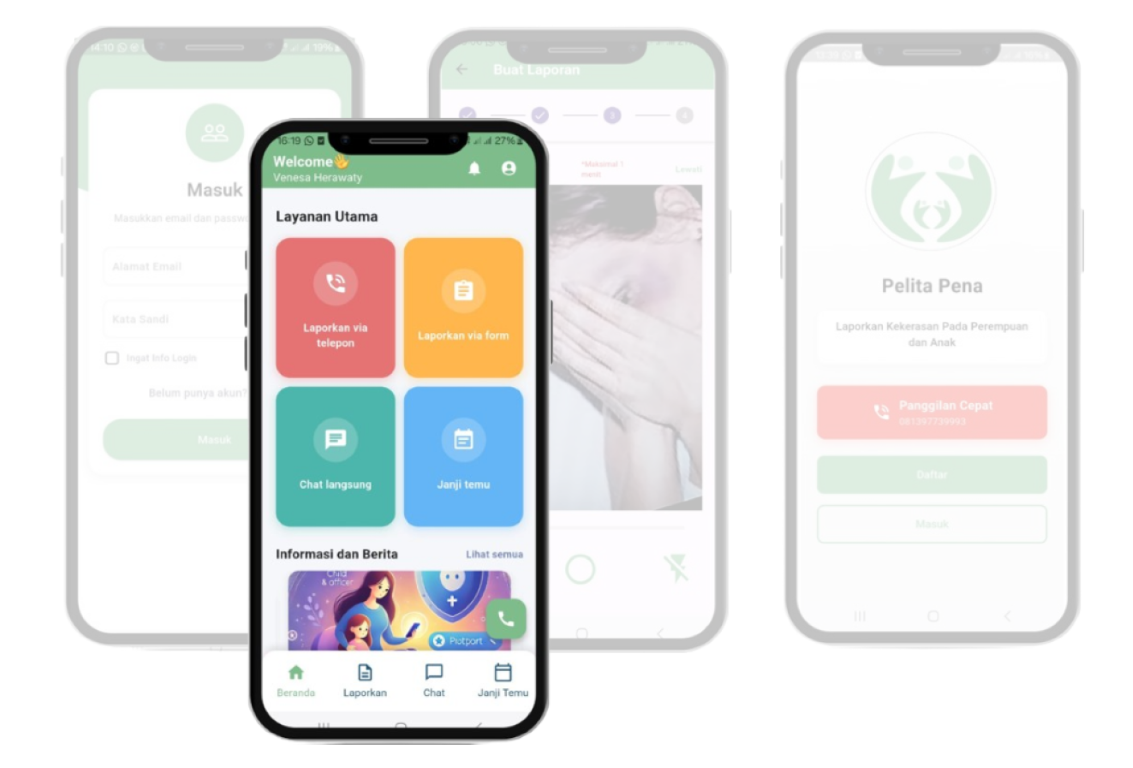 14:10
19%
Masuk
Masukkan email dan passw
Alamat Email
Kata Sandi
Ingat Info Login
Belum punya akun?
Masuk
16:19
27%
Welcome
Venesa Herawaty
Layanan Utama
Laporkan via
telepon
Laporkan via form
Chat langsung
Janji temu
Informasi dan Berita
Lihat semua
& officer
Piotport
Beranda
Laporkan
Chat
Janji Temu
Buat Laporan
3
4
*Maksimal 1
Lewati
Pelita Pena
Laporkan Kekerasan Pada Perempuan
dan Anak
Panggilan Cepat
081397739993
Daftar
Masuk